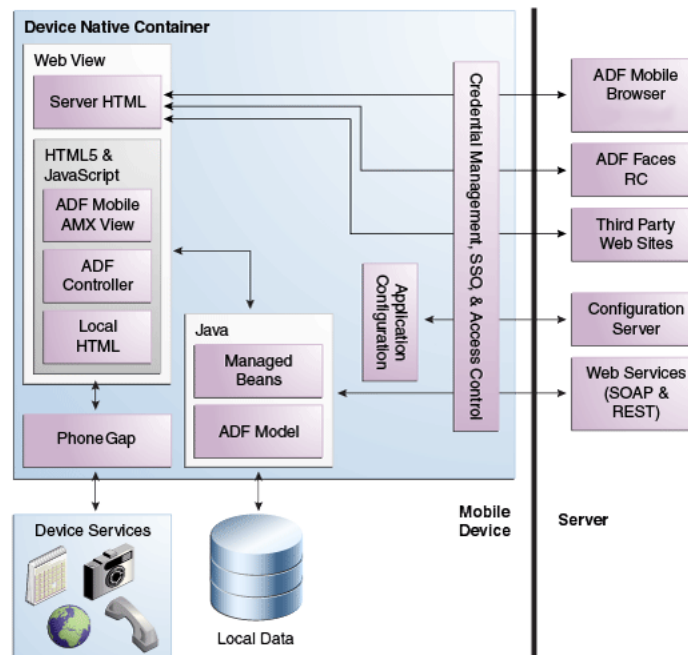 Device Native Container
Web View
Server HTML
HTML5 &
JavaScript
ADF Mobile
AMX View
ADF
Controller
Local
HTML
PhoneGap
Device Services
Java
Managed
Beans
ADF Model
Local Data
Application
Configuration
Credential Management, SSO, & Access Control
Mobile
Device
Server
ADF Mobile
Browser
ADF Faces
RC
Third Party
Web Sites
Configuration
Server
Web Services
(SOAP &
REST)